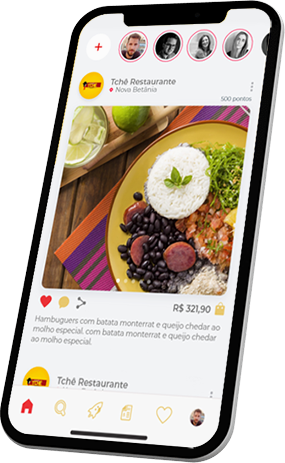 Tchê Restaurante
Nova Betânia
500 pontos
R$ 321,90
Hambuguers com batata monterrat e queijo chedar ao
molho especial. com batata monterrat e queijo chedar
ao molho especial.
Tchê Restaurante